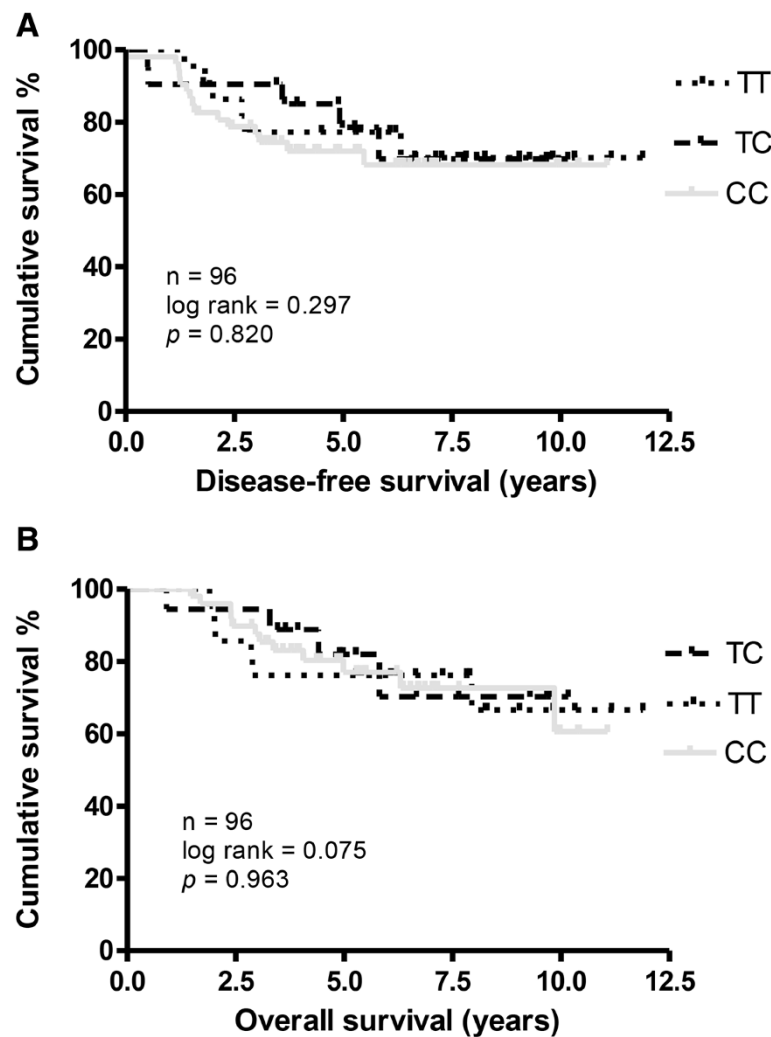 A
Cumulative survival %
100
80
60
40
20
0
TT
TC
CC
n = 96
log rank = 0.297
p = 0.820
0.0 2.5 5.0 7.5 10.0 12.5
Disease-free survival (years)
B
Cumulative survival %
100
80
60
40
20
0
TC
TT
CC
n = 96
log rank = 0.075
p = 0.963
0.0 2.5 5.0 7.5 10.0 12.5
Overall survival (years)